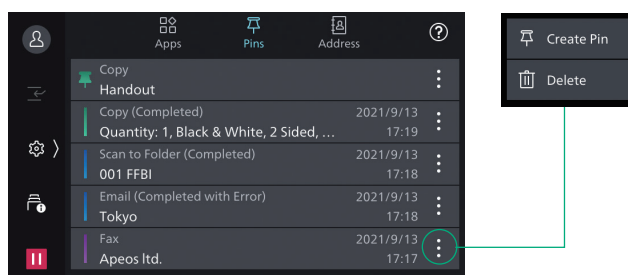 Apps
Pins
Address
Copy
Handout
Copy (Completed) 2021/9/13
Quantity: 1, Black & White, 2 Sided, ... 17:19
Scan to Folder (Completed) 2021/9/13
001 FFBI 17:18
Email (Completed with Error) 2021/9/13
Tokyo 17:18
Fax 2021/9/13
Apeos ltd. 17:17
Create Pin
Delete